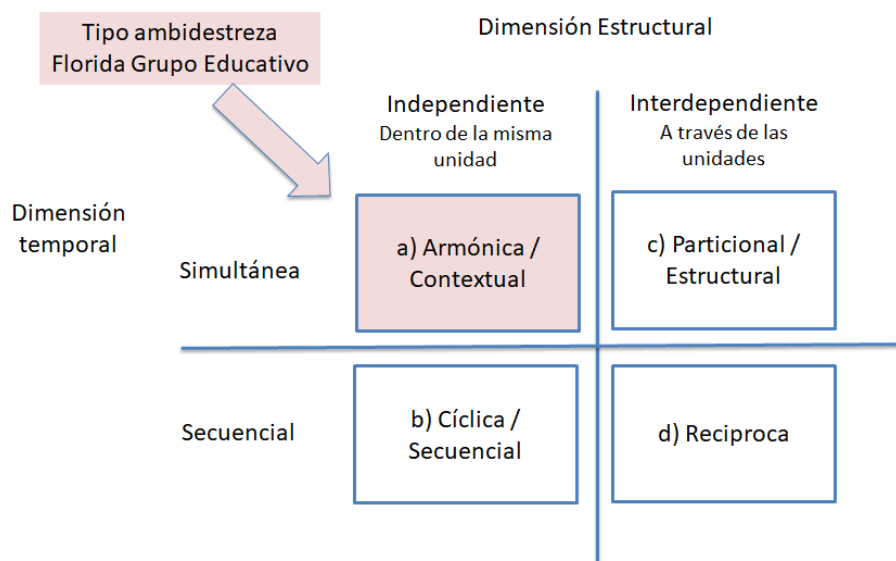 Tipo ambidestreza
Florida Grupo Educativo
Dimensión Estructural
Independiente
Dentro de la misma
unidad
Interdependiente
A través de las
unidades
Dimensión
temporal
Simultánea
a) Armónica /
Contextual
c) Particional /
Estructural
Secuencial
b) Cíclica /
Secuencial
d) Reciproca